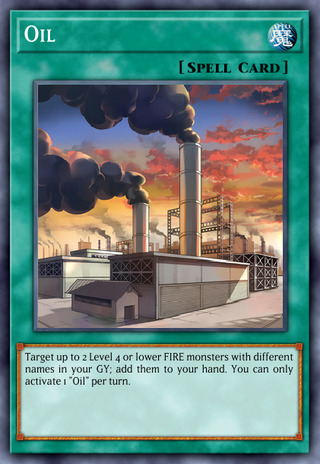 Oil
魔
[Spell Card]
Target up to 2 Level 4 or lower FIRE monsters with different
names in your GY; add them to your hand. You can only
activate 1 "Oil" per turn.